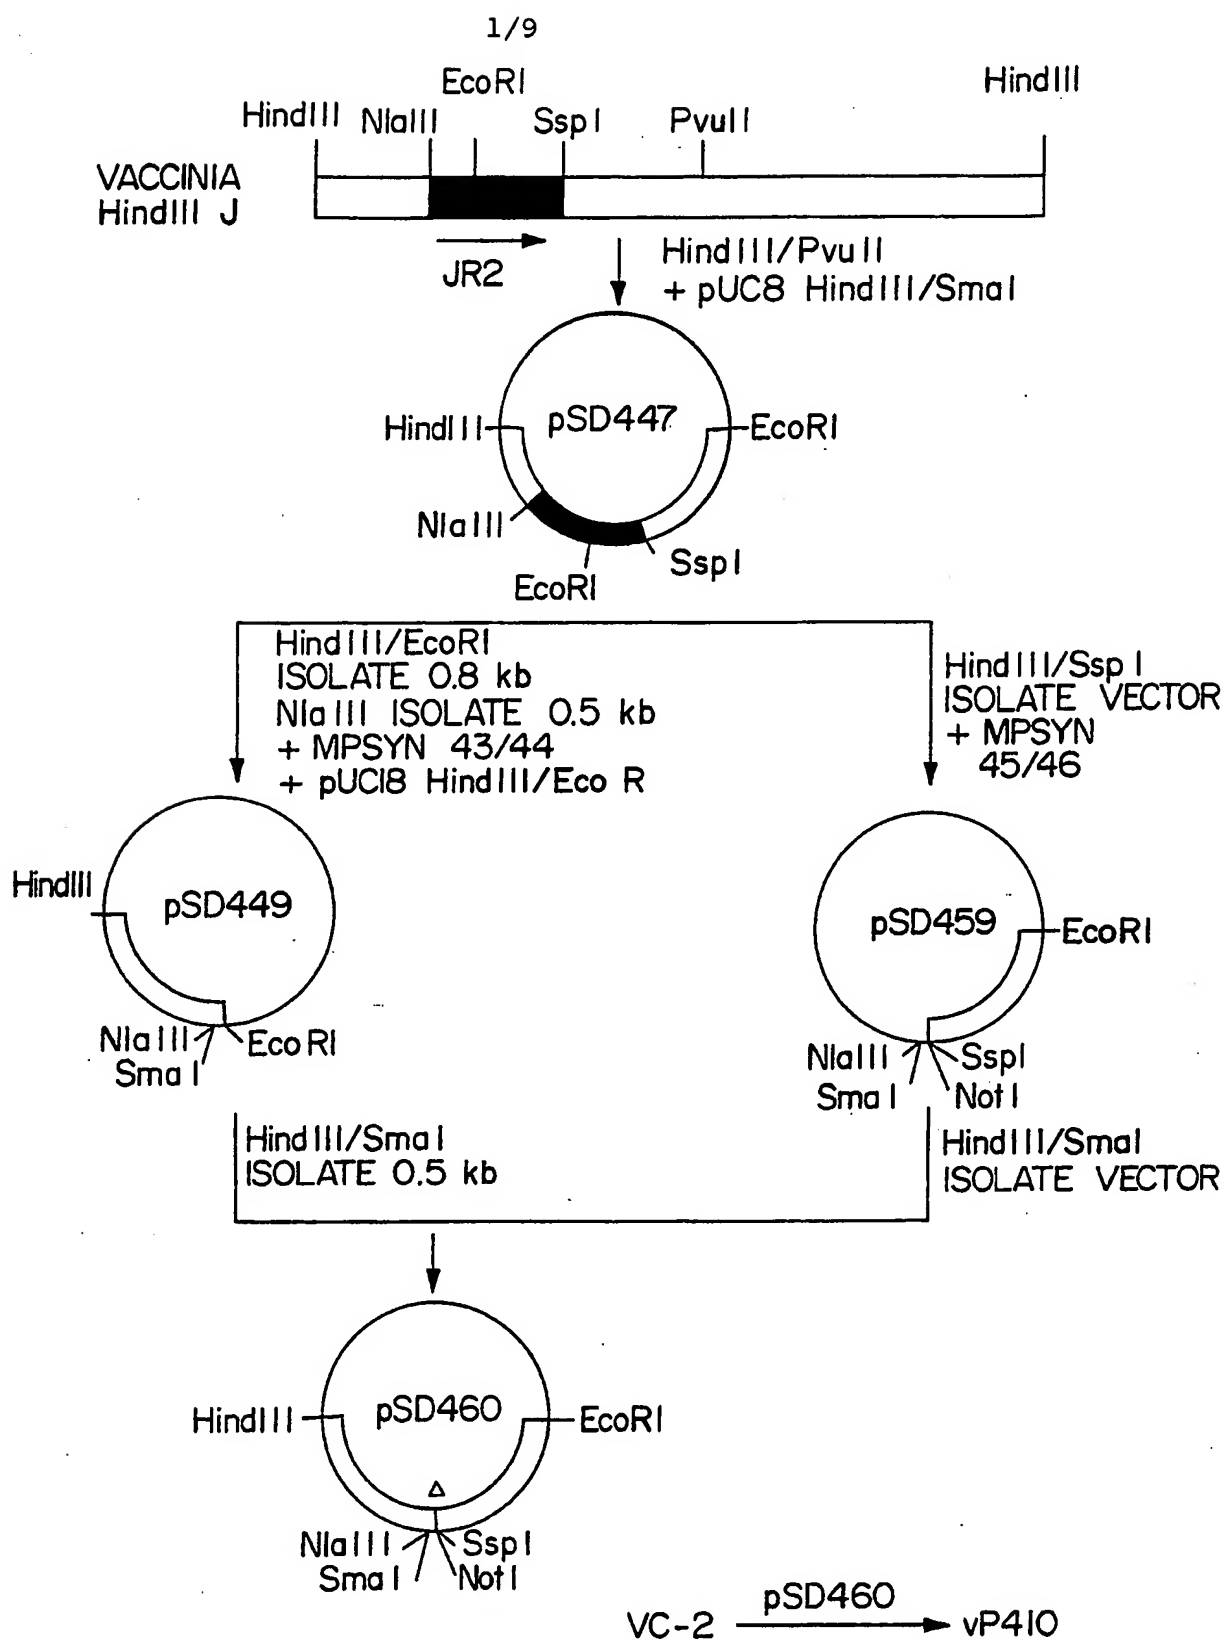 1/9
EcoRI
HindIII
HindIII
NlaIII
SspI
PvuII
VACCINIA
HindIII J
JR2
HindIII/PvuII
+ pUC8 HindIII/SmaI
pSD447
HindIII
EcoRI
NlaIII
SspI
EcoRI
HindIII/EcoRI
ISOLATE 0.8 kb
NlaIII ISOLATE 0.5 kb
+ MPSYN 43/44
+ pUC18 HindIII/Eco R
HindIII/SspI
ISOLATE VECTOR
+ MPSYN
45/46
HindIII
pSD449
NlaIII
EcoRI
SmaI
pSD459
EcoRI
NlaIII
SspI
SmaI
NotI
HindIII/SmaI
ISOLATE 0.5 kb
HindIII/SmaI
ISOLATE VECTOR
HindIII
pSD460
EcoRI
Δ
NlaIII
SspI
SmaI
NotI
pSD460
VC-2
vP410